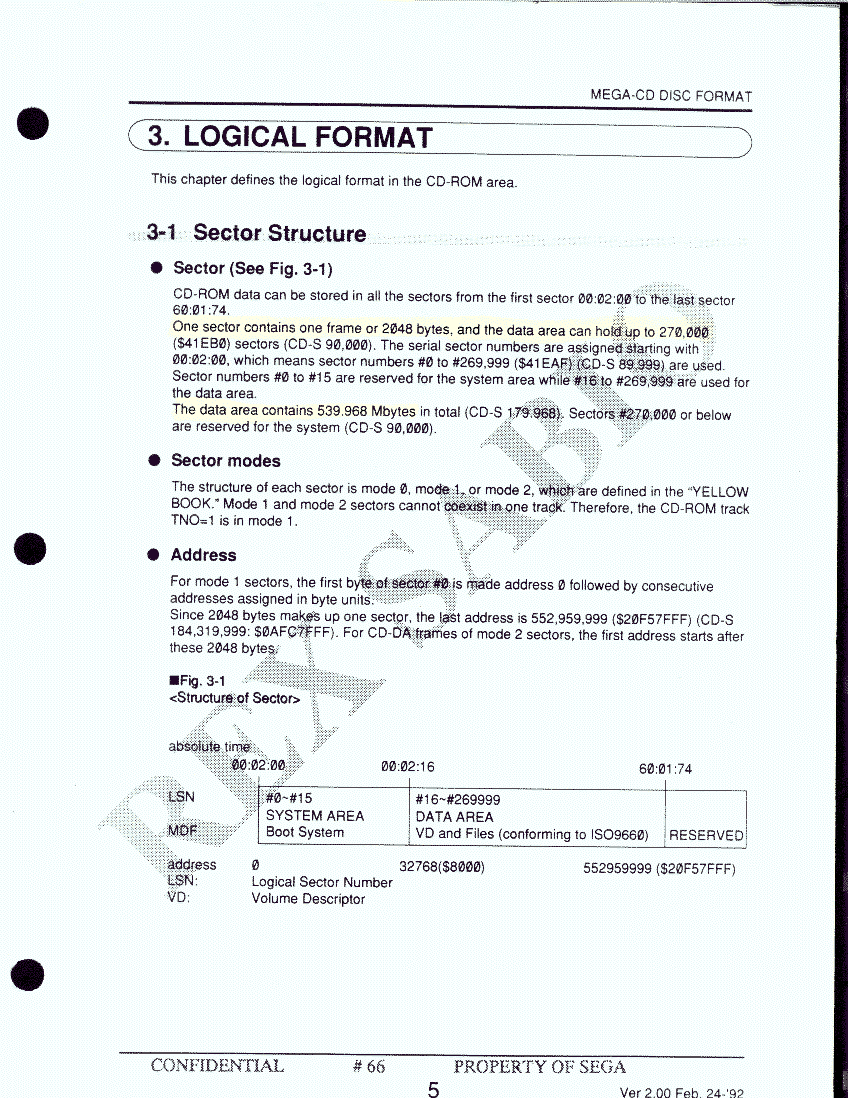 MEGA-CD DISC FORMAT
3. LOGICAL FORMAT
This chapter defines the logical format in the CD-ROM area.
3-1 Sector Structure
● Sector (See Fig. 3-1)
CD-ROM data can be stored in all the sectors from the first sector 00:02:00 to the last sector
60:01:74.
One sector contains one frame or 2048 bytes, and the data area can hold up to 270,000
($41EB0) sectors (CD-S 90,000). The serial sector numbers are assigned starting with
00:02:00, which means sector numbers #0 to #269,999 ($41EAF) (CD-S 89,999) are used.
Sector numbers #0 to #15 are reserved for the system area while #16 to #269,999 are used for
the data area.
The data area contains 539.968 Mbytes in total (CD-S 179.968). Sectors #270,000 or below
are reserved for the system (CD-S 90,000).
● Sector modes
The structure of each sector is mode 0, mode 1, or mode 2, which are defined in the "YELLOW
BOOK." Mode 1 and mode 2 sectors cannot coexist in one track. Therefore, the CD-ROM track
TNO=1 is in mode 1.
● Address
For mode 1 sectors, the first byte of sector #0 is made address 0 followed by consecutive
addresses assigned in byte units.
Since 2048 bytes makes up one sector, the last address is 552,959,999 ($20F57FFF) (CD-S
184,319,999: $0AFC7FFF). For CD-DA frames of mode 2 sectors, the first address starts after
these 2048 bytes.
■Fig. 3-1
<Structure of Sector>
absolute time
00:02:00 00:02:16 60:01:74
LSN #0~#15 #16~#269999
SYSTEM AREA DATA AREA
MDF Boot System VD and Files (conforming to ISO9660) RESERVED
address 0 32768($8000) 552959999 ($20F57FFF)
LSN: Logical Sector Number
VD: Volume Descriptor
REX SABIO
CONFIDENTIAL # 66 PROPERTY OF SEGA
5
Ver 2.00 Feb. 24-'92